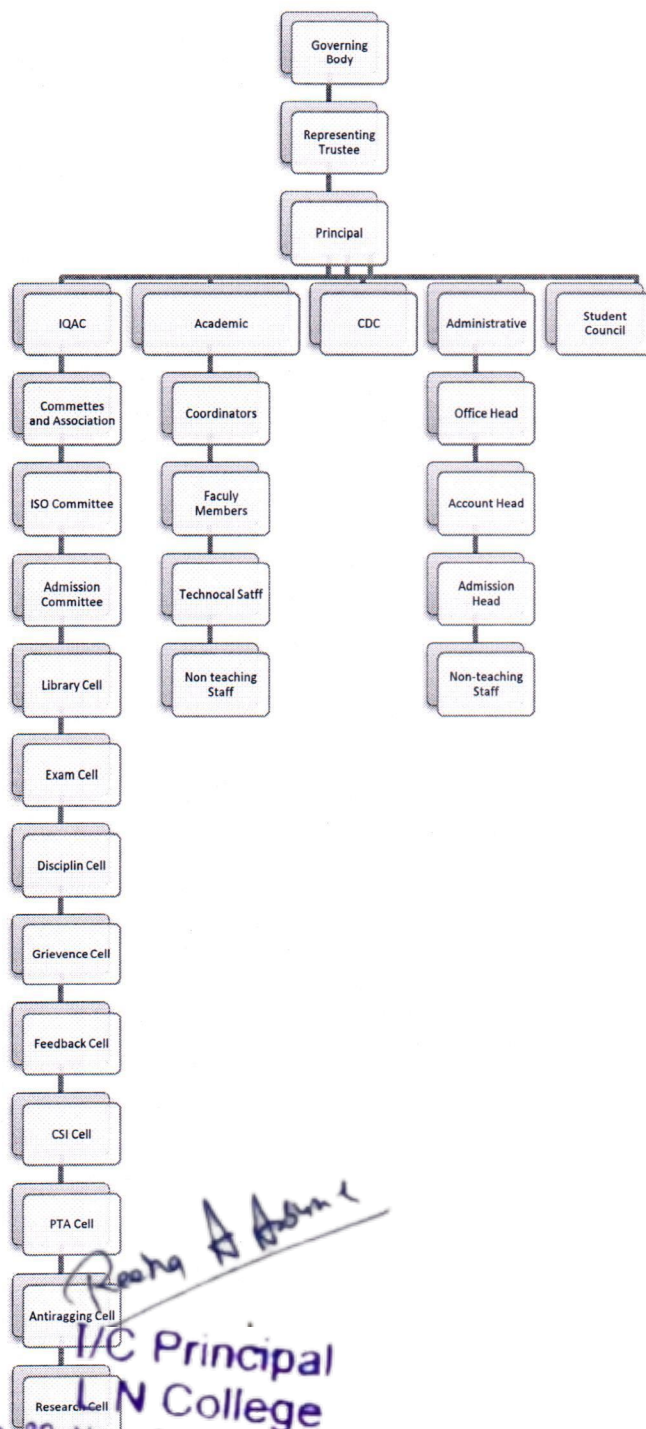 Governing
Body
Representing
Trustee
Principal
IQAC
Academic
CDC
Administrative
Student
Council
Commettes
and Association
Coordinators
Office Head
ISO Committee
Faculy
Members
Account Head
Admission
Committee
Technocal Satff
Admission
Head
Library Cell
Non teaching
Staff
Non-teaching
Staff
Exam Cell
Disciplin Cell
Grievence Cell
Feedback Cell
CSI Cell
PTA Cell
Reena A
Antiragging Cell
I/C Principal
Research Cell
L N College